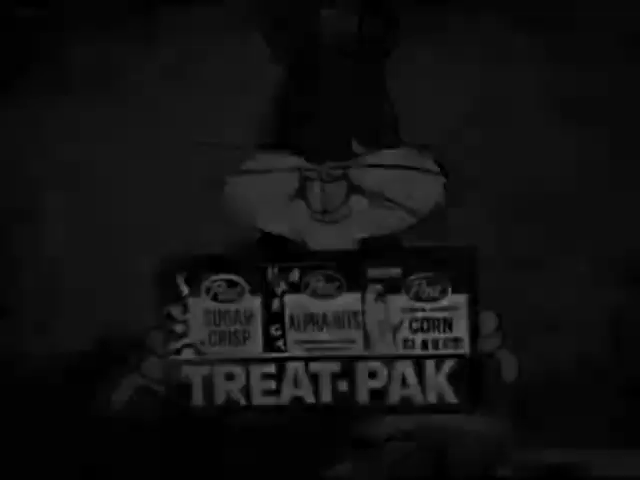 Post
SUGAR
CRISP
Post
ALPHA-BITS
Post
CORN
TREAT-PAK